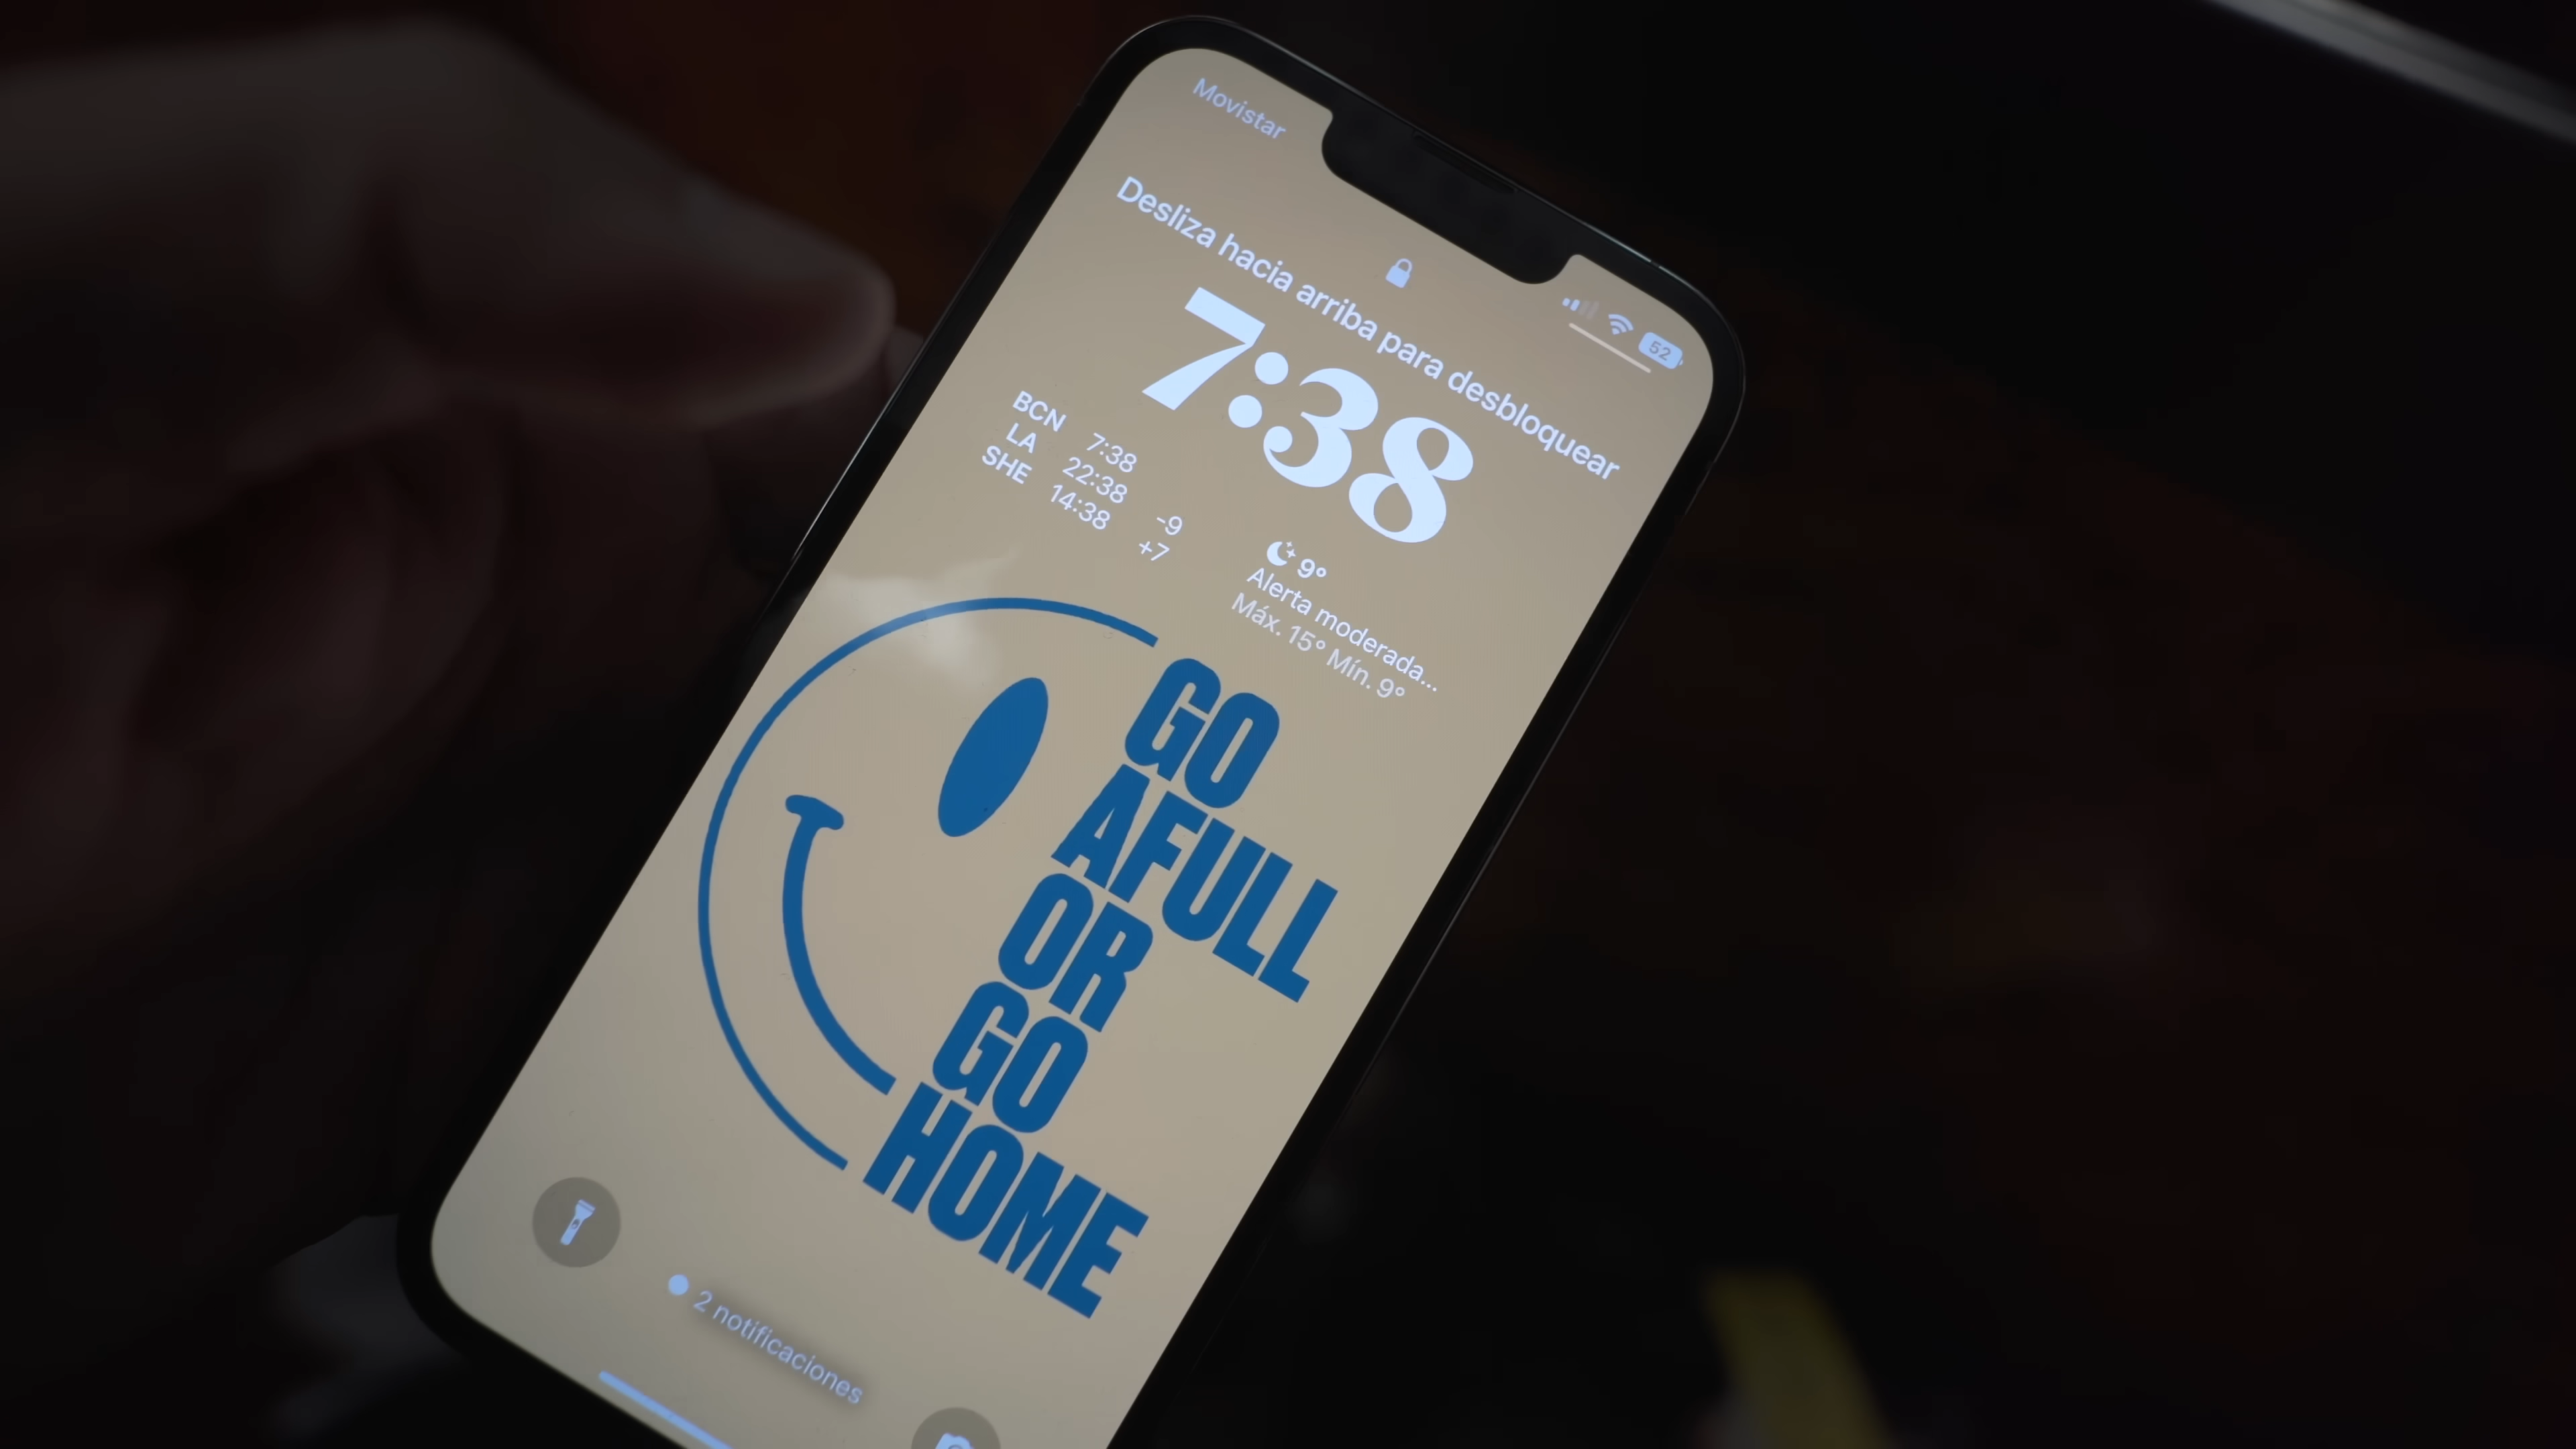 Movistar
52
Desliza hacia arriba para desbloquear
7:38
BCN 7:38
LA 22:38 -9
SHE 14:38 +7
9°
Alerta moderada...
Máx. 15° Mín. 9°
GO
AFULL
OR
GO
HOME
2 notificaciones